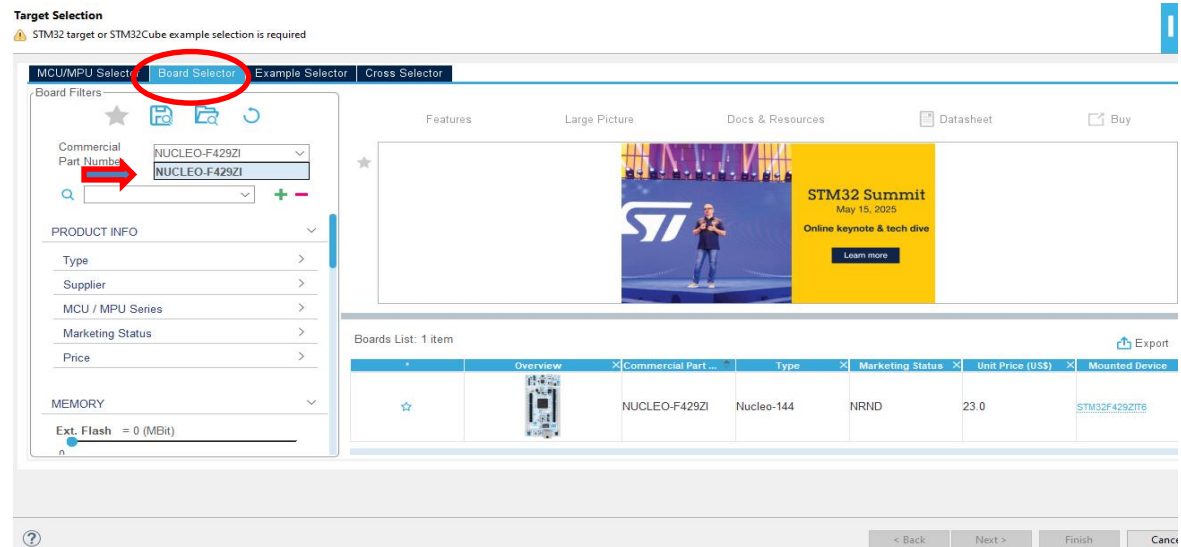 Target Selection
STM32 target or STM32Cube example selection is required
MCU/MPU Selector Board Selector Example Selector Cross Selector
Board Filters
Features Large Picture Docs & Resources Datasheet Buy
Commercial
Part Number
NUCLEO-F429ZI
NUCLEO-F429ZI
STM32 Summit
May 15, 2025
Online keynote & tech dive
Learn more
PRODUCT INFO
Type
Supplier
MCU / MPU Series
Marketing Status
Price
MEMORY
Ext. Flash = 0 (MBit)
0
Boards List: 1 item
Export
* Overview Commercial Part ... Type Marketing Status Unit Price (US$) Mounted Device
NUCLEO-F429ZI Nucleo-144 NRND 23.0 STM32F429ZIT6
< Back Next > Finish Cance